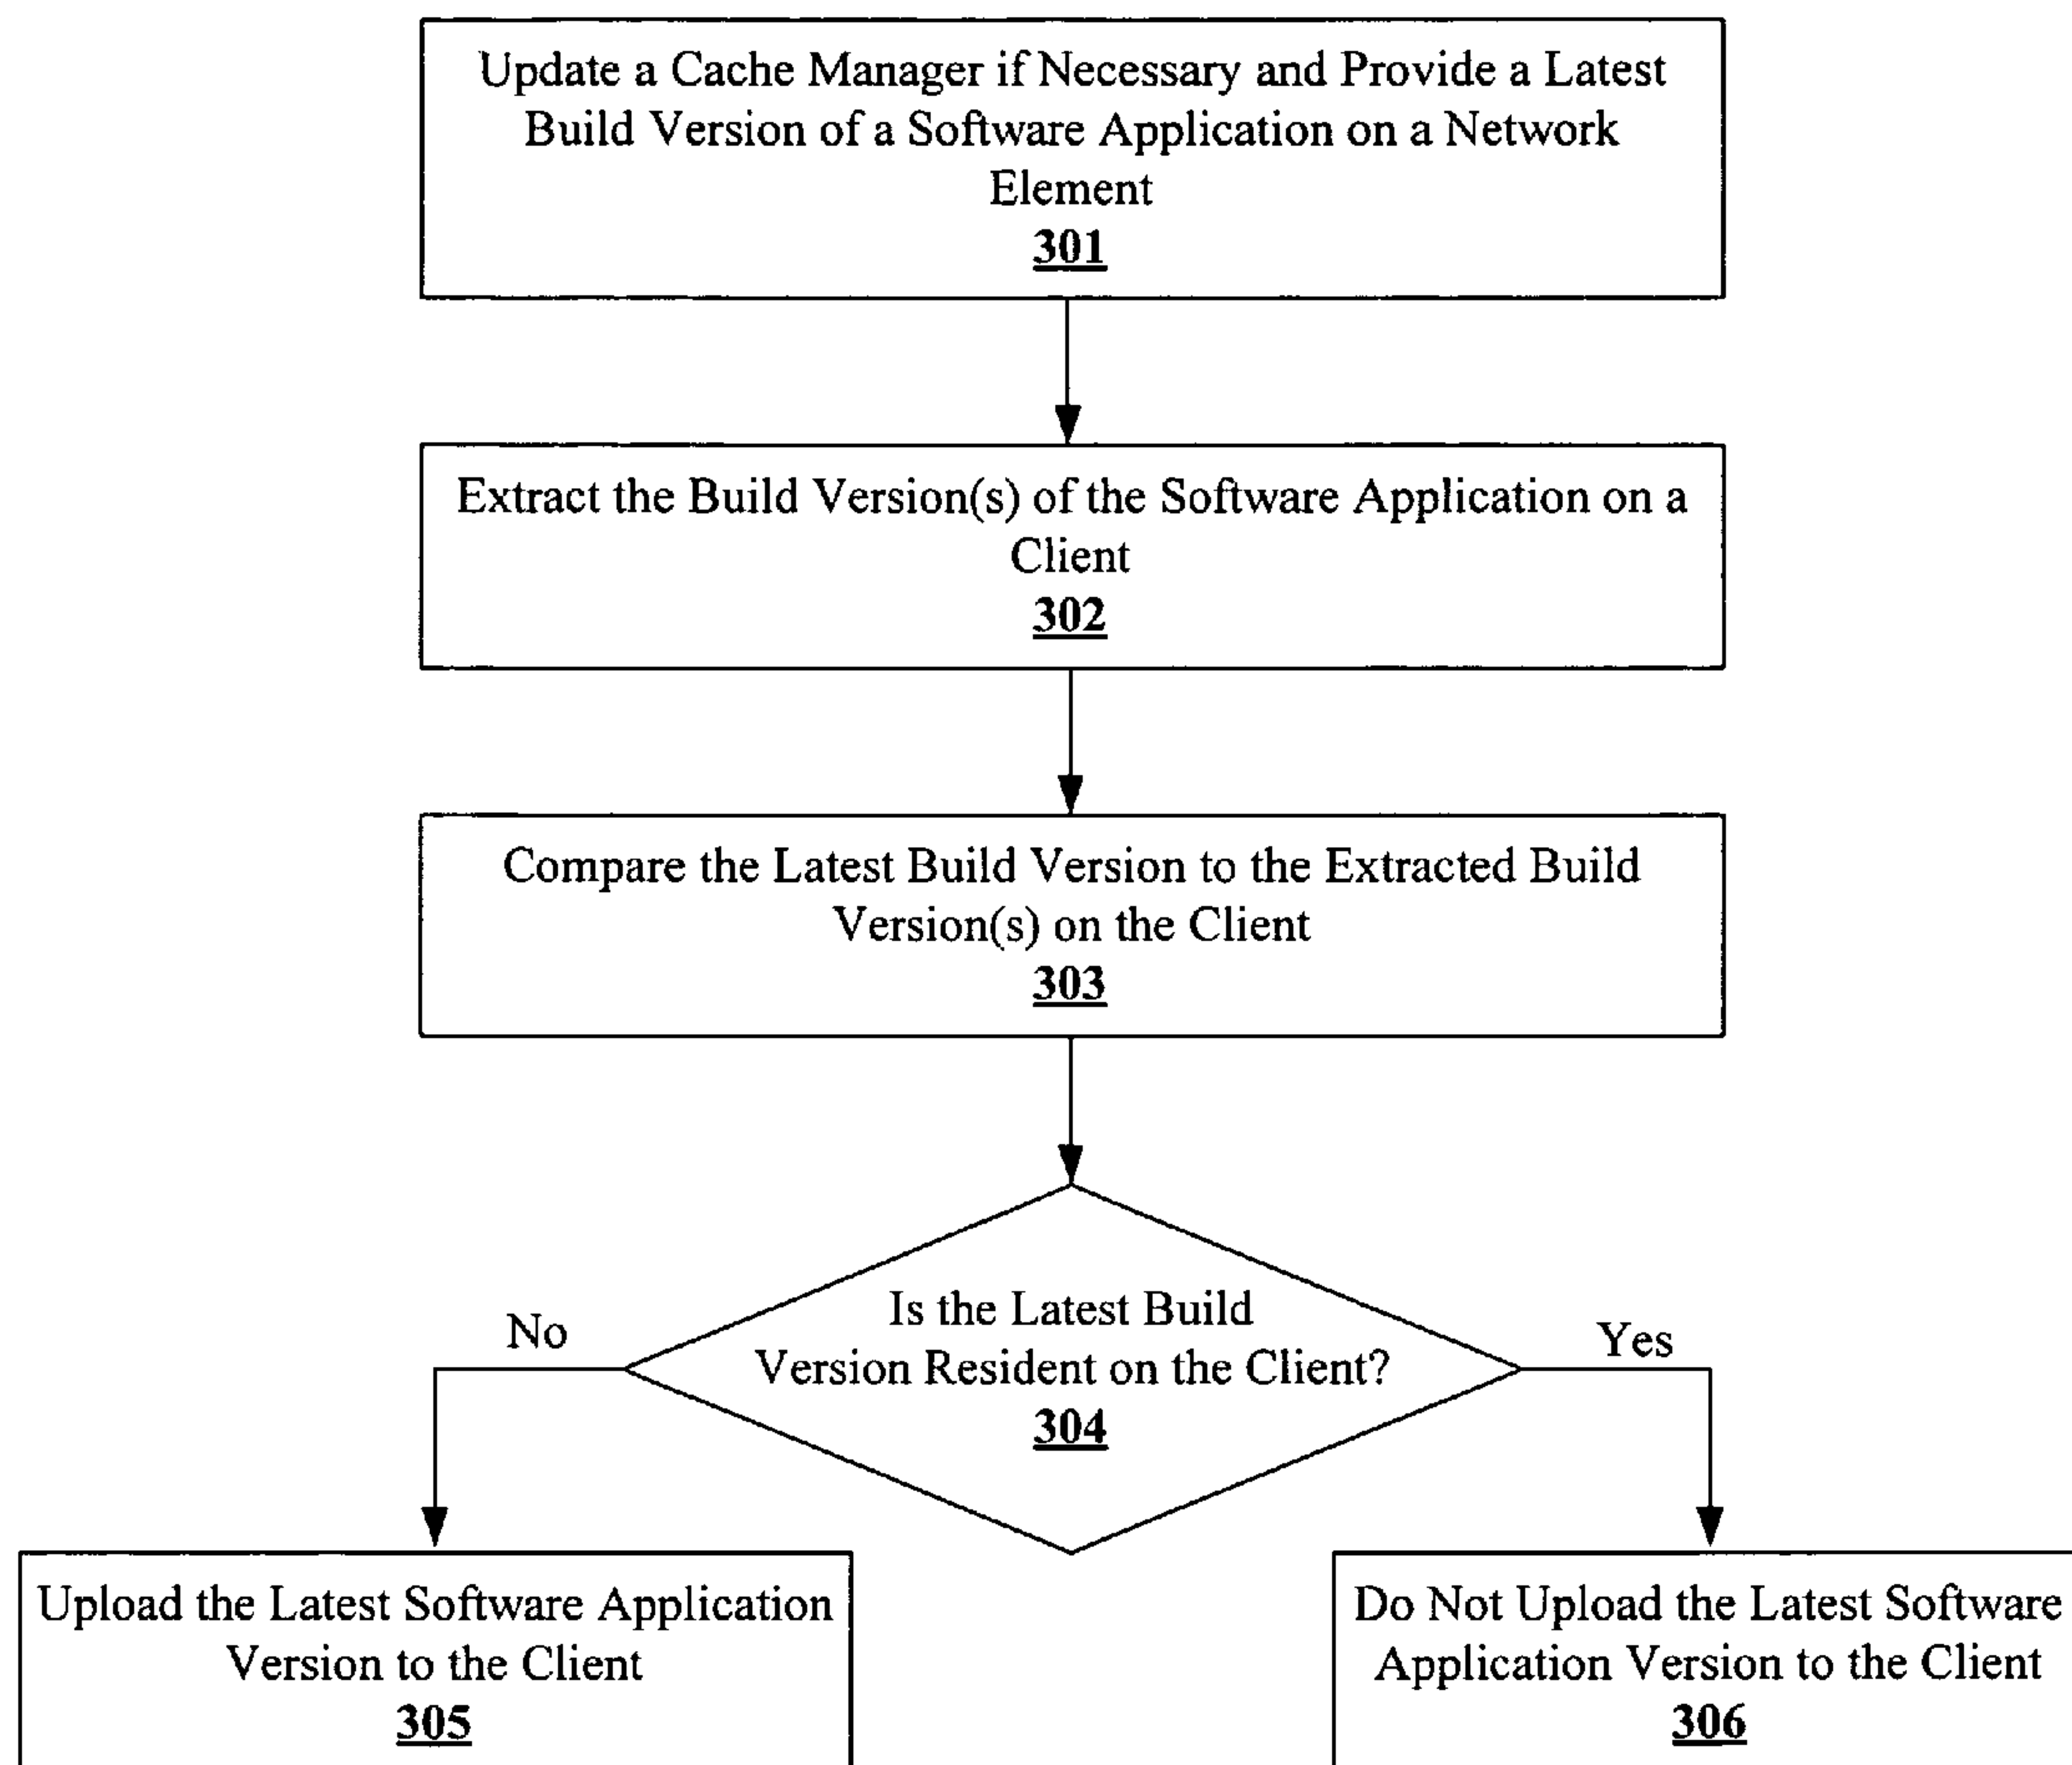 Update a Cache Manager if Necessary and Provide a Latest
Build Version of a Software Application on a Network
Element
301
Extract the Build Version(s) of the Software Application on a
Client
302
Compare the Latest Build Version to the Extracted Build
Version(s) on the Client
303
Is the Latest Build
Version Resident on the Client?
304
No
Yes
Upload the Latest Software Application
Version to the Client
305
Do Not Upload the Latest Software
Application Version to the Client
306